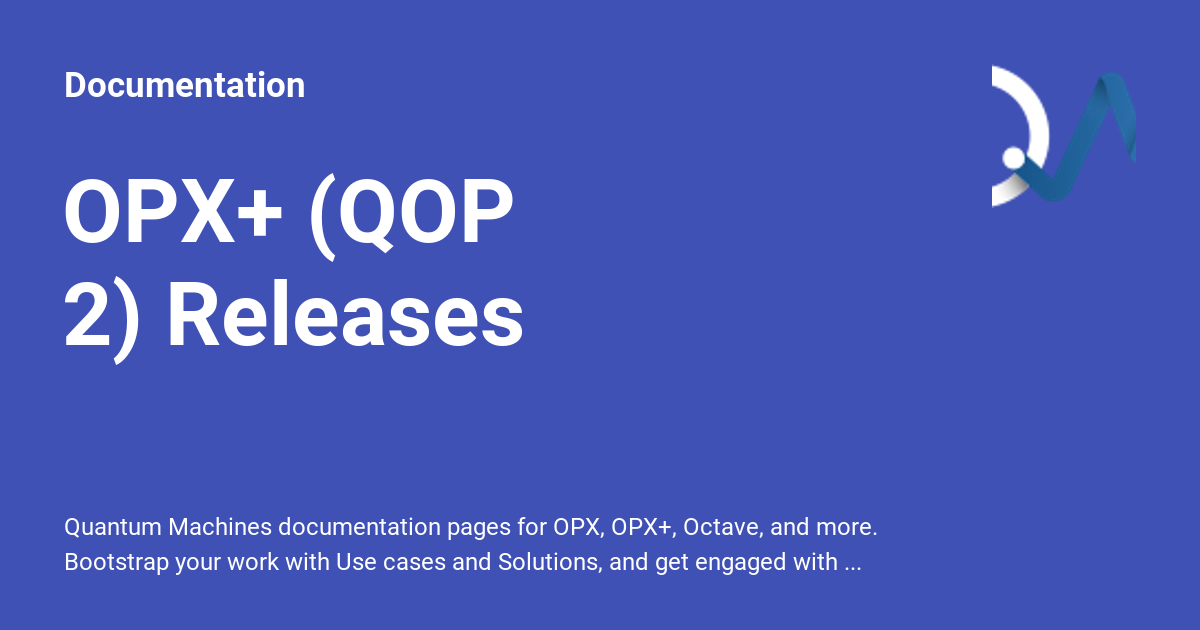 Documentation
OPX+ (QOP
2) Releases
Quantum Machines documentation pages for OPX, OPX+, Octave, and more.
Bootstrap your work with Use cases and Solutions, and get engaged with ...